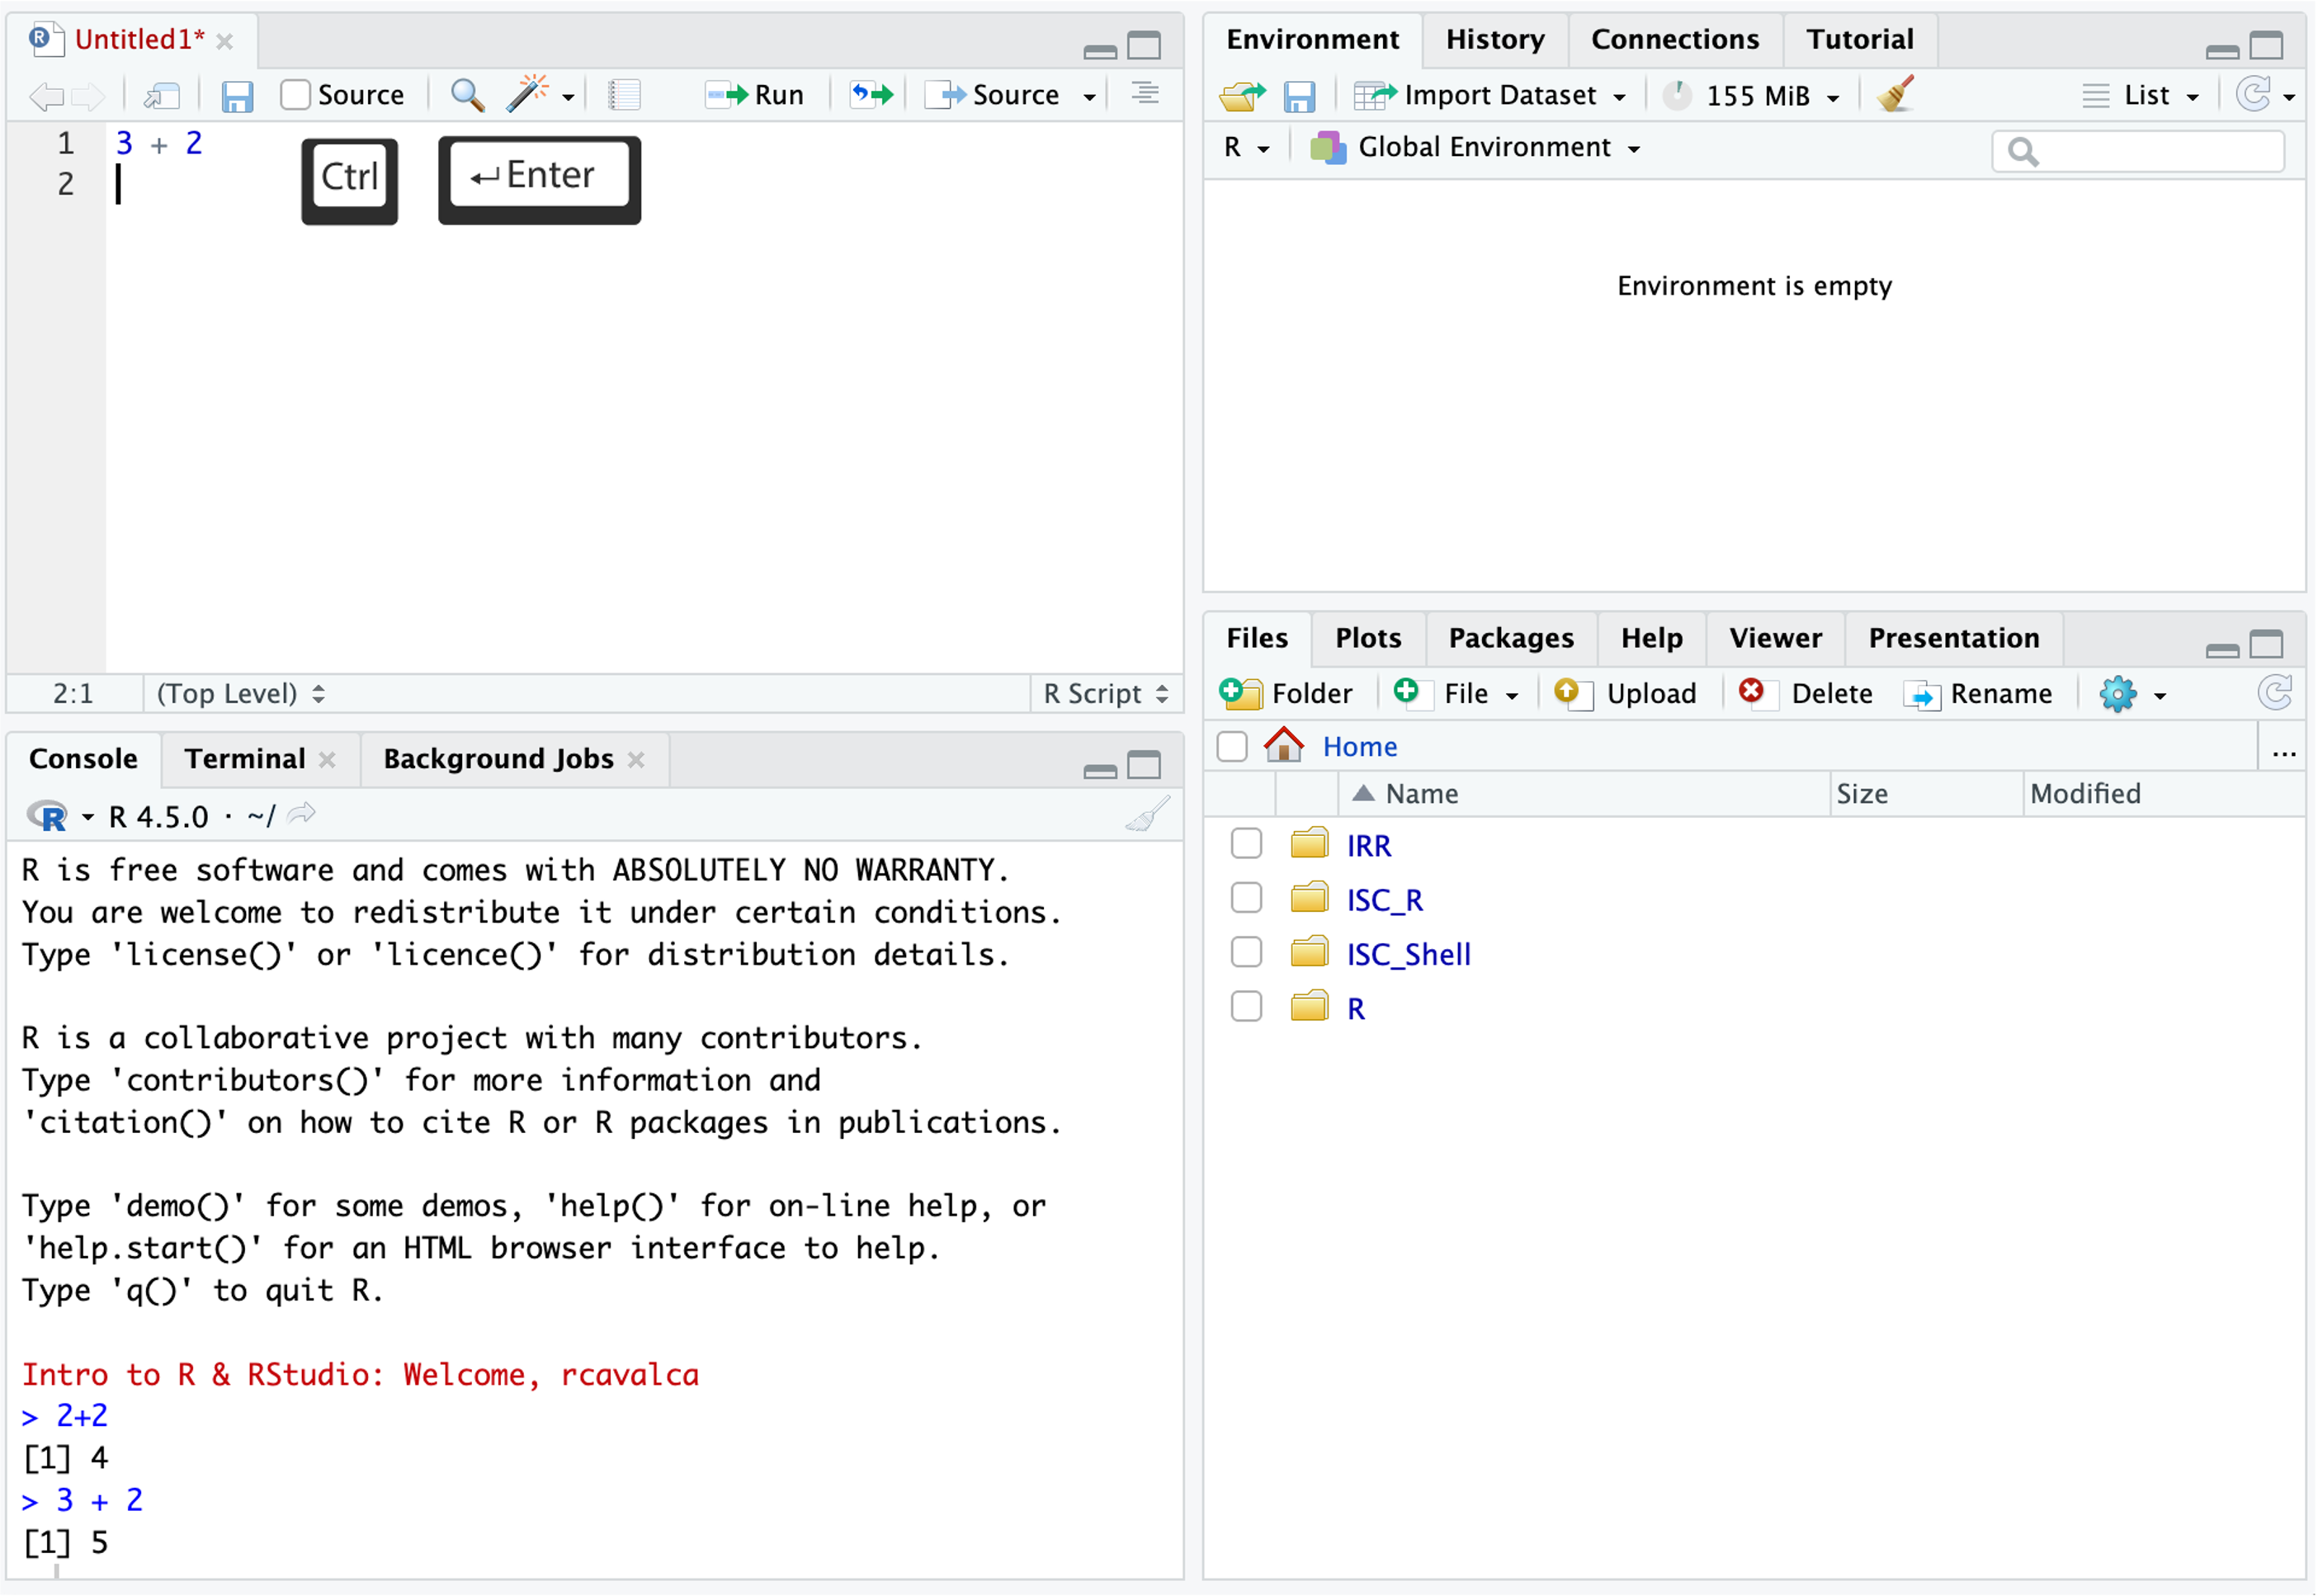 Untitled1*
Source Run Source
1 3 + 2
2
Ctrl Enter
2:1 (Top Level) R Script
Console Terminal Background Jobs
R 4.5.0 · ~/
R is free software and comes with ABSOLUTELY NO WARRANTY.
You are welcome to redistribute it under certain conditions.
Type 'license()' or 'licence()' for distribution details.
R is a collaborative project with many contributors.
Type 'contributors()' for more information and
'citation()' on how to cite R or R packages in publications.
Type 'demo()' for some demos, 'help()' for on-line help, or
'help.start()' for an HTML browser interface to help.
Type 'q()' to quit R.
Intro to R & RStudio: Welcome, rcavalca
> 2+2
[1] 4
> 3 + 2
[1] 5
Environment History Connections Tutorial
Import Dataset 155 MiB List
R Global Environment
Environment is empty
Files Plots Packages Help Viewer Presentation
Folder File Upload Delete Rename
Home ...
Name Size Modified
IRR
ISC_R
ISC_Shell
R